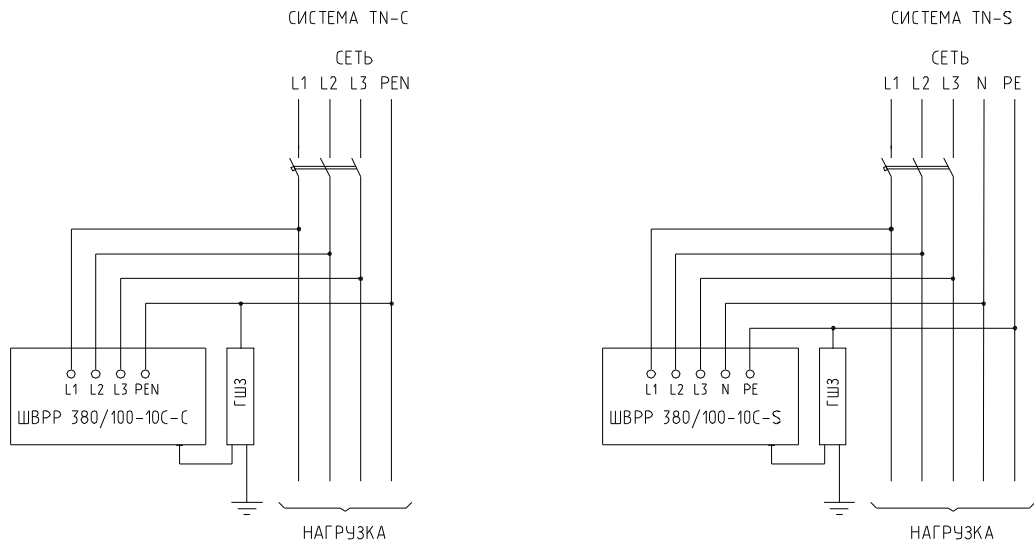 СИСТЕМА TN-C
СЕТЬ
L1 L2 L3 PEN
L1 L2 L3 PEN
ШВРР 380/100-10С-С
ГШЗ
НАГРУЗКА
СИСТЕМА TN-S
СЕТЬ
L1 L2 L3 N PE
L1 L2 L3 N PE
ШВРР 380/100-10С-S
ГШЗ
НАГРУЗКА